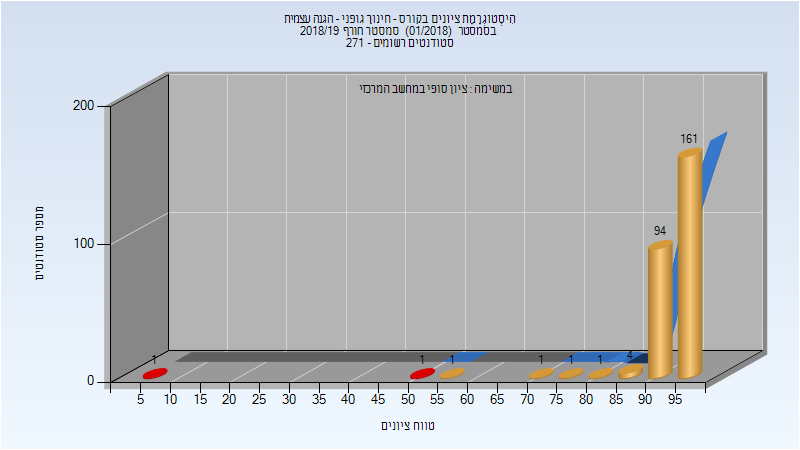 היסטוגרמת ציונים בקורס - חינוך גופני - הגנה עצמית
בסמסטר (01/2018) סמסטר חורף 2018/19
סטודנטים רשומים - 271
במשימה : ציון סופי במחשב המרכזי
מספר סטודנטים
200
100
0
1
1
1
1
1
1
4
94
161
5 10 15 20 25 30 35 40 45 50 55 60 65 70 75 80 85 90 95
טווח ציונים